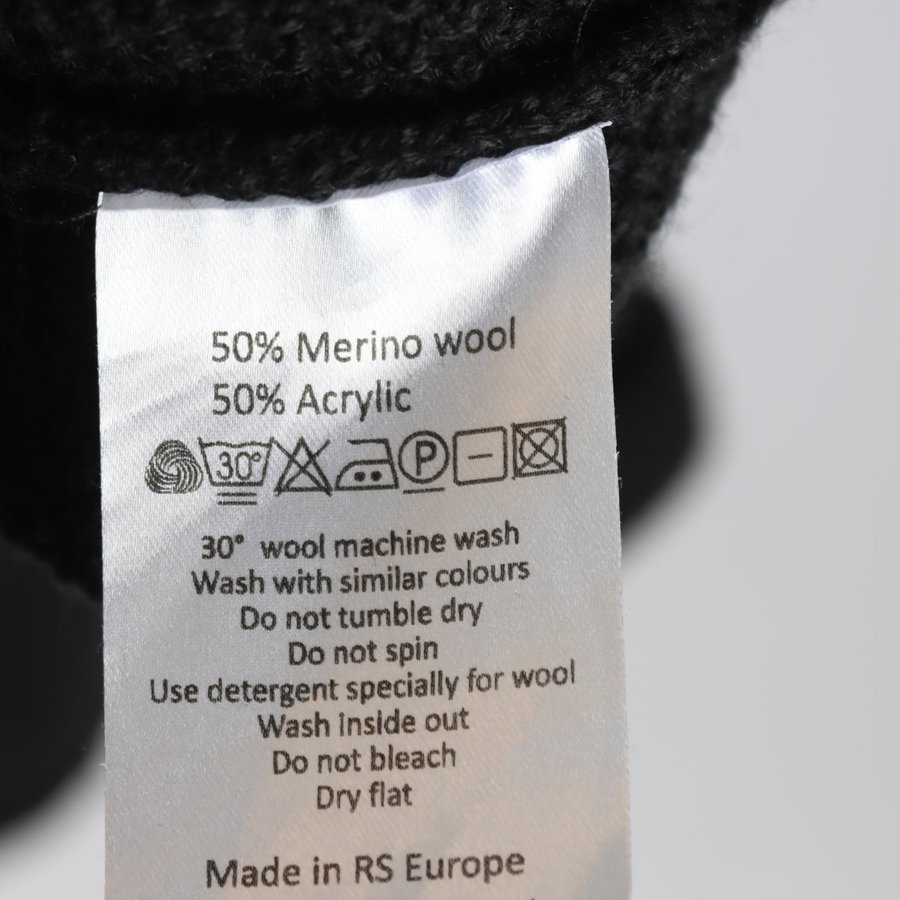 50% Merino wool
50% Acrylic
30° P
30° wool machine wash
Wash with similar colours
Do not tumble dry
Do not spin
Use detergent specially for wool
Wash inside out
Do not bleach
Dry flat
Made in RS Europe